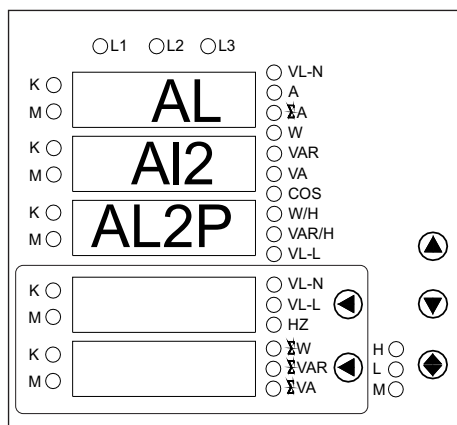 L1 L2 L3
K
M
AL
VL-N
A
ΣA
W
K
M
AI2
VAR
VA
COS
K
M
AL2P
W/H
VAR/H
VL-L
K
M
VL-N
VL-L
HZ
K
M
ΣW
ΣVAR
ΣVA
H
L
M